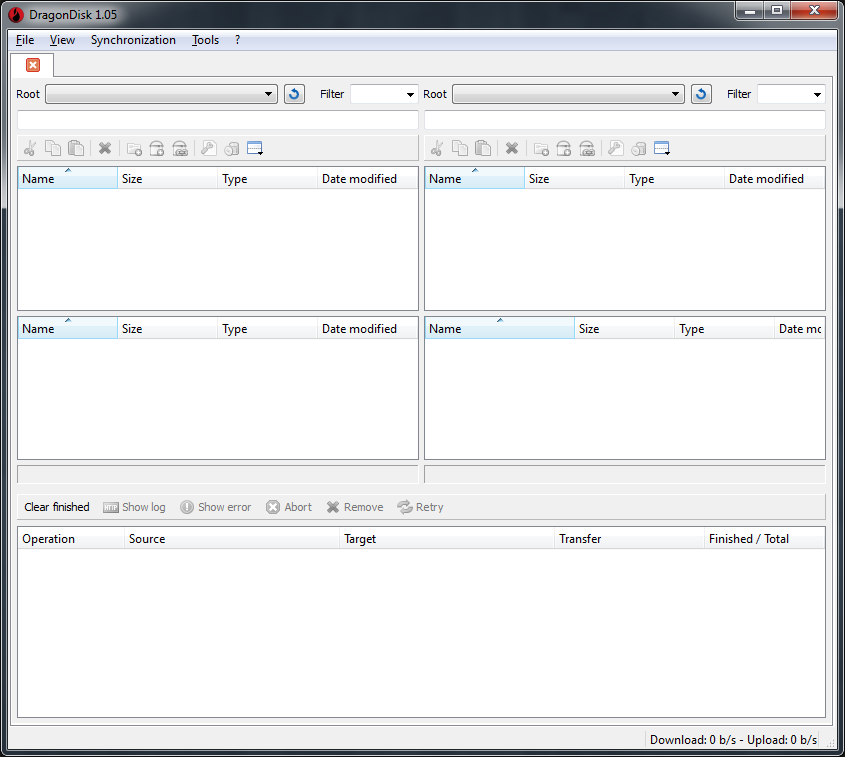 DragonDisk 1.05
File View Synchronization Tools ?
Root Filter Root Filter
Name Size Type Date modified Name Size Type Date modified
Name Size Type Date modified Name Size Type Date mo
Clear finished Show log Show error Abort Remove Retry
Operation Source Target Transfer Finished / Total
Download: 0 b/s - Upload: 0 b/s